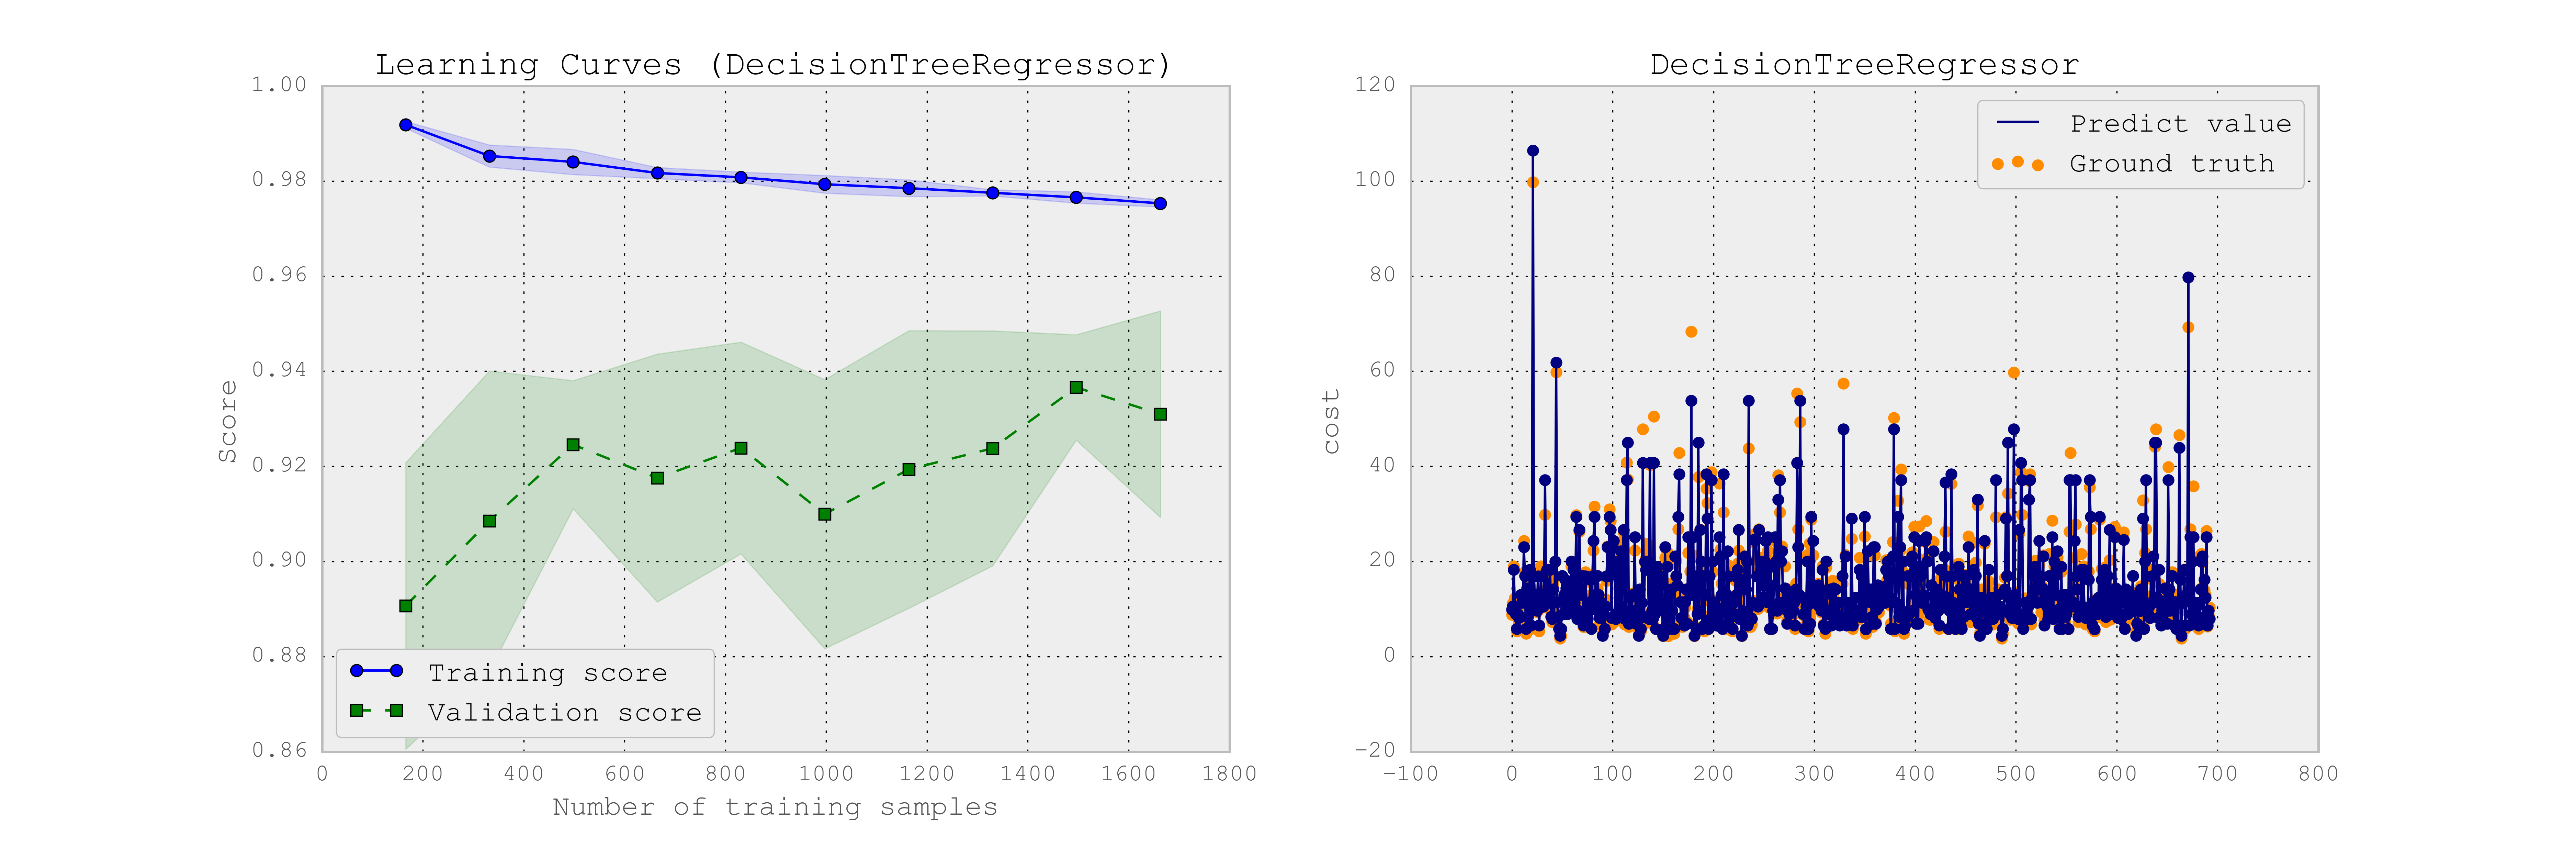 Learning Curves (DecisionTreeRegressor)
1.00
0.98
0.96
0.94
0.92
0.90
0.88
0.86
Score
Training score
Validation score
0 200 400 600 800 1000 1200 1400 1600 1800
Number of training samples
DecisionTreeRegressor
120
100
80
60
40
20
0
−20
cost
Predict value
Ground truth
−100 0 100 200 300 400 500 600 700 800